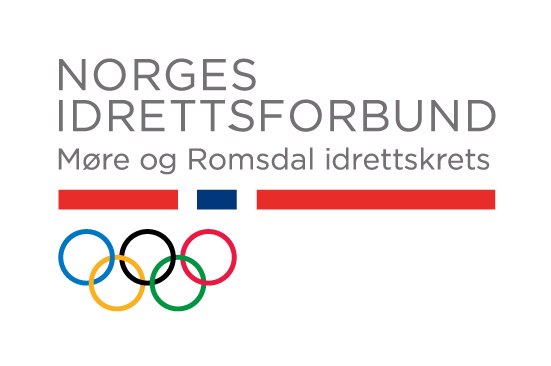 NORGES
IDRETTSFORBUND
Møre og Romsdal idrettskrets